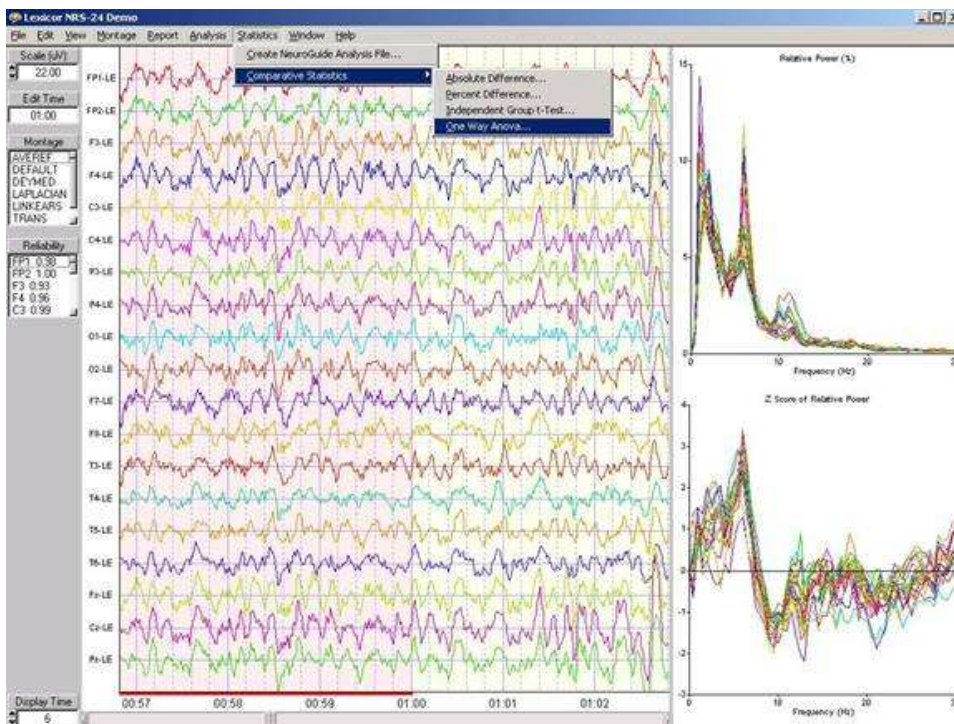 Lexicor NRS-24 Demo
File Edit View Montage Report Analysis Statistics Window Help
Scale (uV)
22.00
Edit Time
01:00
Montage
AVEREF
DEFAULT
DEYMED
LAPLACIAN
LINKEARS
TRANS
Reliability
FP1 0.98
FP2 1.00
F3 0.93
F4 0.96
C3 0.99
Display Time
6
Create NeuroGuide Analysis File...
Comparative Statistics
Absolute Difference...
Percent Difference...
Independent Group t-Test...
One Way Anova...
FP1-LE
FP2-LE
F3-LE
F4-LE
C3-LE
C4-LE
P3-LE
P4-LE
O1-LE
O2-LE
F7-LE
F8-LE
T3-LE
T4-LE
T5-LE
T6-LE
Fz-LE
Cz-LE
Pz-LE
00:57 00:58 00:59 01:00 01:01 01:02
Relative Power (%)
15
10
5
0
10 20 30
Frequency (Hz)
Z Score of Relative Power
4
3
2
1
0
-1
-2
-3
0 10 20 30
Frequency (Hz)